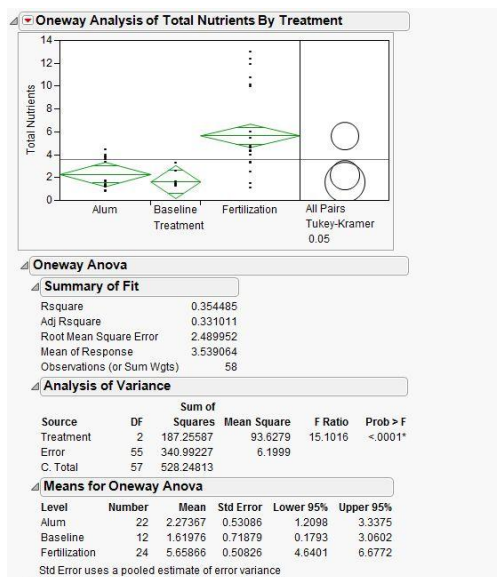 Oneway Analysis of Total Nutrients By Treatment
14
12
10
8
6
4
2
0
Total Nutrients
Alum Baseline Fertilization All Pairs
Treatment Tukey-Kramer
0.05
Oneway Anova
Summary of Fit
Rsquare 0.354485
Adj Rsquare 0.331011
Root Mean Square Error 2.489952
Mean of Response 3.539064
Observations (or Sum Wgts) 58
Analysis of Variance
Sum of
Source DF Squares Mean Square F Ratio Prob > F
Treatment 2 187.25587 93.6279 15.1016 <.0001*
Error 55 340.99227 6.1999
C. Total 57 528.24813
Means for Oneway Anova
Level Number Mean Std Error Lower 95% Upper 95%
Alum 22 2.27367 0.53086 1.2098 3.3375
Baseline 12 1.61976 0.71879 0.1793 3.0602
Fertilization 24 5.65866 0.50826 4.6401 6.6772
Std Error uses a pooled estimate of error variance